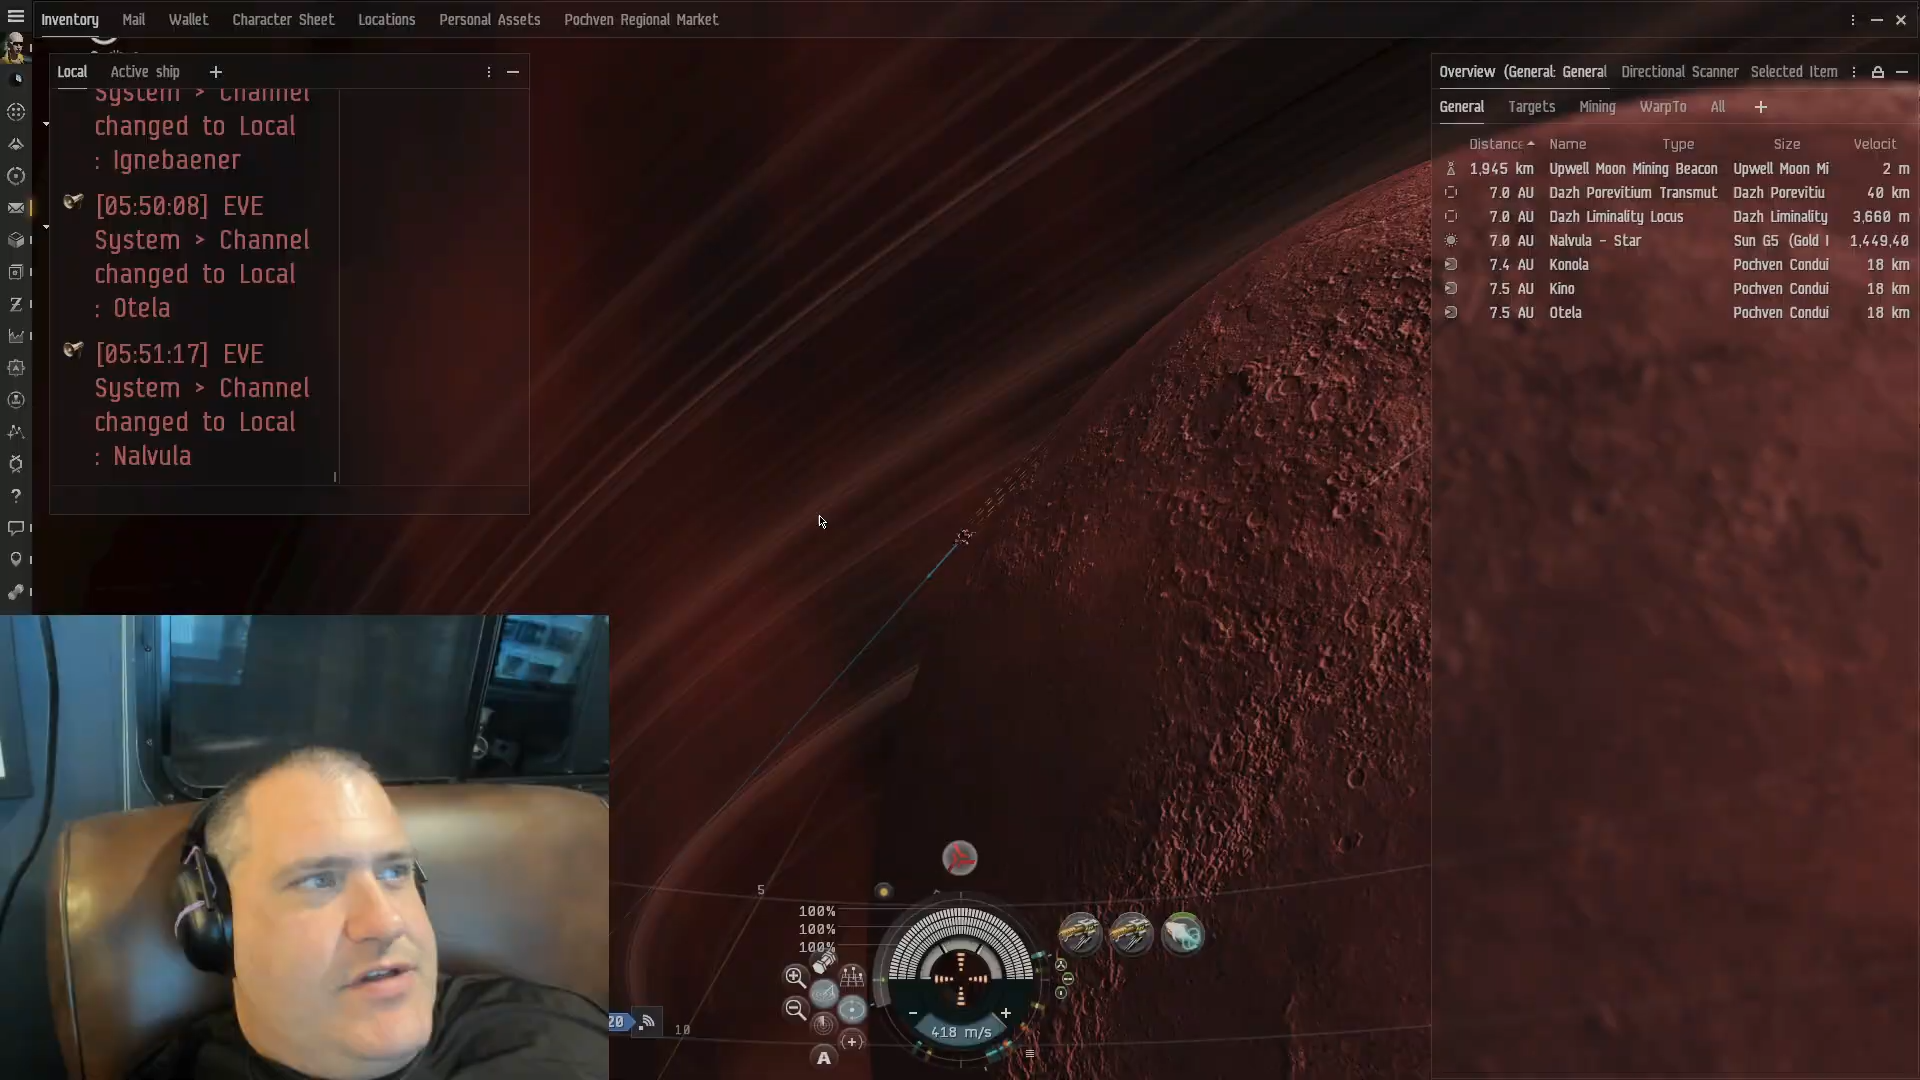 Inventory Mail Wallet Character Sheet Locations Personal Assets Pochven Regional Market
Local Active ship +
System > Channel
changed to Local
: Ignebaener
[05:50:08] EVE
System > Channel
changed to Local
: Otela
[05:51:17] EVE
System > Channel
changed to Local
: Nalvula
Overview (General: General Directional Scanner Selected Item
General Targets Mining WarpTo All +
Distance Name Type Size Velocit
1,945 km Upwell Moon Mining Beacon Upwell Moon Mi 2 m
7.0 AU Dazh Porevitium Transmut Dazh Porevitiu 40 km
7.0 AU Dazh Liminality Locus Dazh Liminality 3,660 m
7.0 AU Nalvula - Star Sun G5 (Gold 1,449,40
7.4 AU Konola Pochven Condui 18 km
7.5 AU Kino Pochven Condui 18 km
7.5 AU Otela Pochven Condui 18 km
5
100%
100%
100%
418 m/s
20
10
A